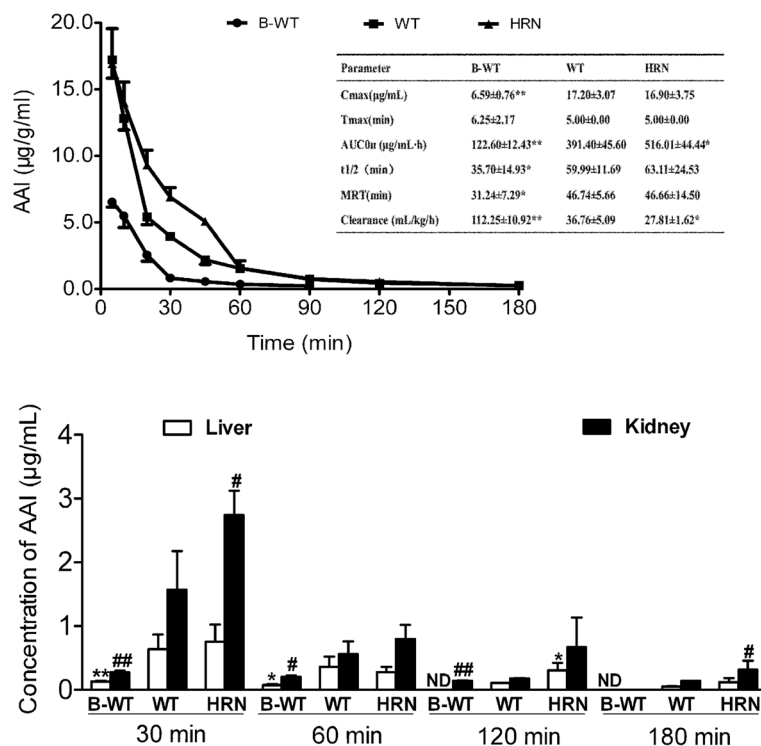 20.0
15.0
10.0
5.0
0.0
AAI (μg/g/ml)
B-WT WT HRN
Parameter B-WT WT HRN
Cmax(μg/mL) 6.59±0.76** 17.20±3.07 16.90±3.75
Tmax(min) 6.25±2.17 5.00±0.00 5.00±0.00
AUC0n (μg/mL·h) 122.60±12.43** 391.40±45.60 516.01±44.44*
t1/2 (min) 35.70±14.93* 59.99±11.69 63.11±24.53
MRT(min) 31.24±7.29* 46.74±5.66 46.66±14.50
Clearance (mL/kg/h) 112.25±10.92** 36.76±5.09 27.81±1.62*
0 30 60 90 120 150 180
Time (min)
Concentration of AAI (μg/mL)
4
3
2
1
0
Liver Kidney
** ## # * # ND ## * ND #
B-WT WT HRN B-WT WT HRN B-WT WT HRN B-WT WT HRN
30 min 60 min 120 min 180 min